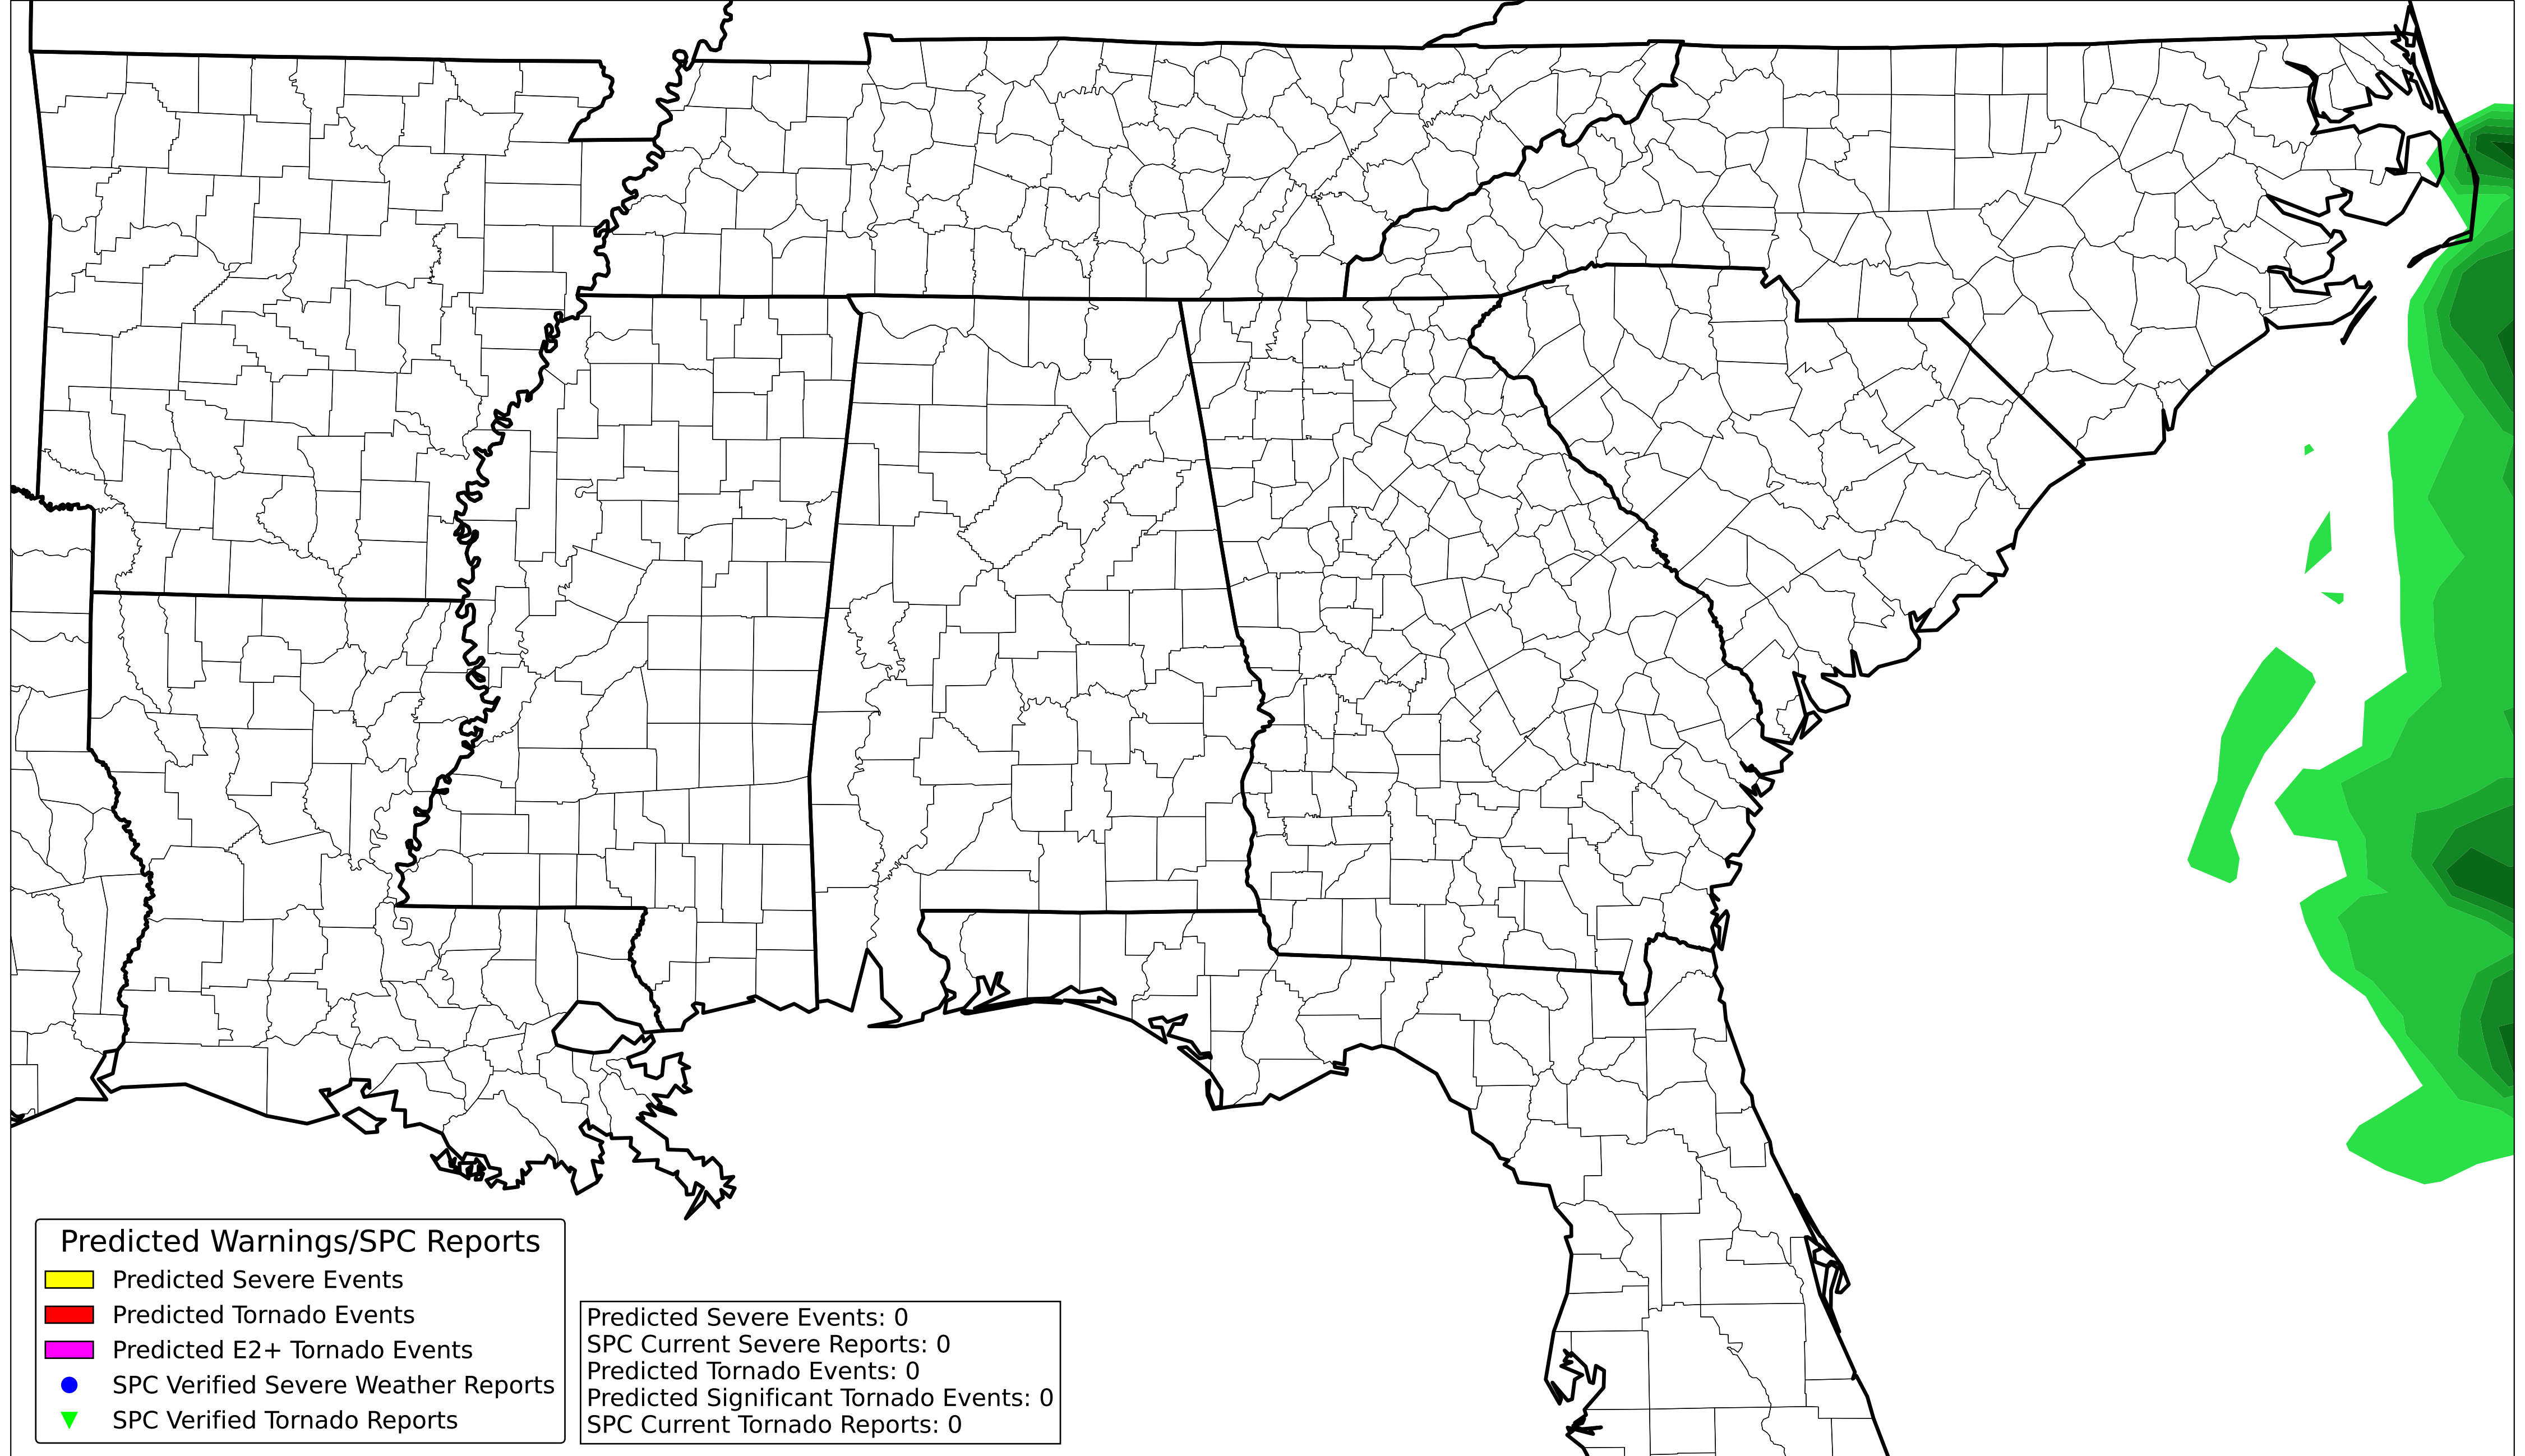 Predicted Warnings/SPC Reports
Predicted Severe Events
Predicted Tornado Events
Predicted E2+ Tornado Events
SPC Verified Severe Weather Reports
SPC Verified Tornado Reports
Predicted Severe Events: 0
SPC Current Severe Reports: 0
Predicted Tornado Events: 0
Predicted Significant Tornado Events: 0
SPC Current Tornado Reports: 0